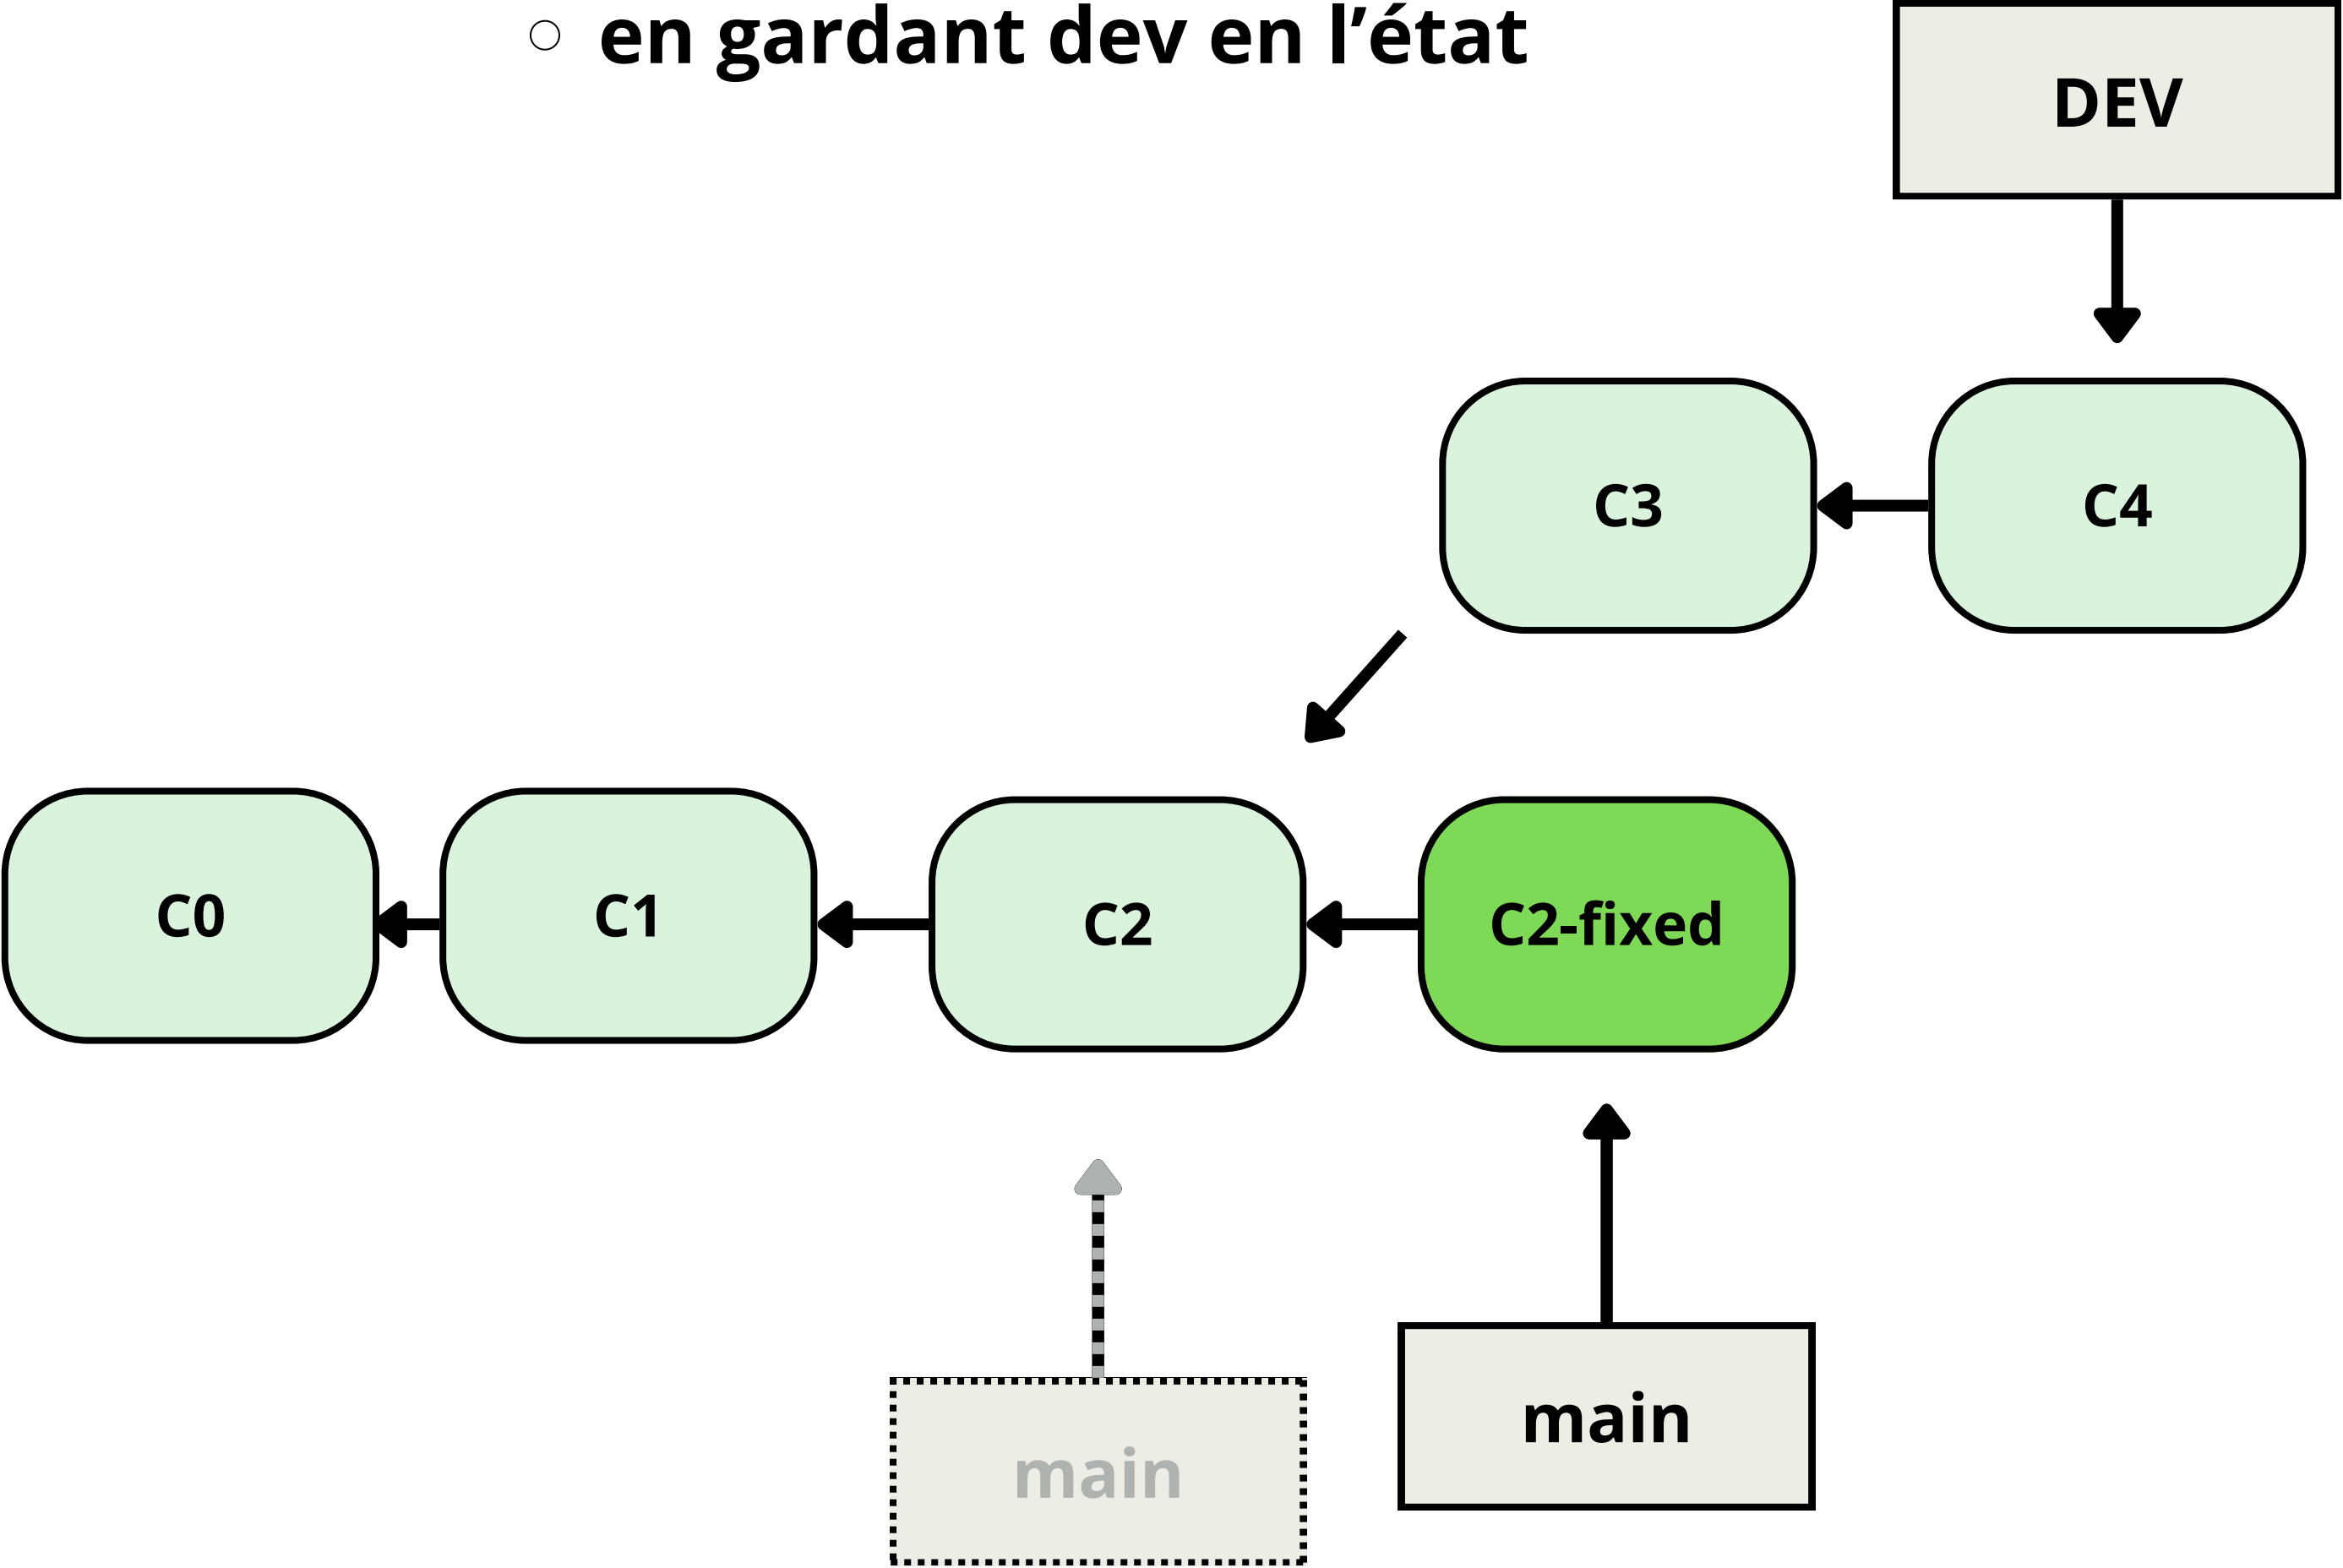 en gardant dev en l’état
DEV
C3
C4
C0
C1
C2
C2-fixed
main
main